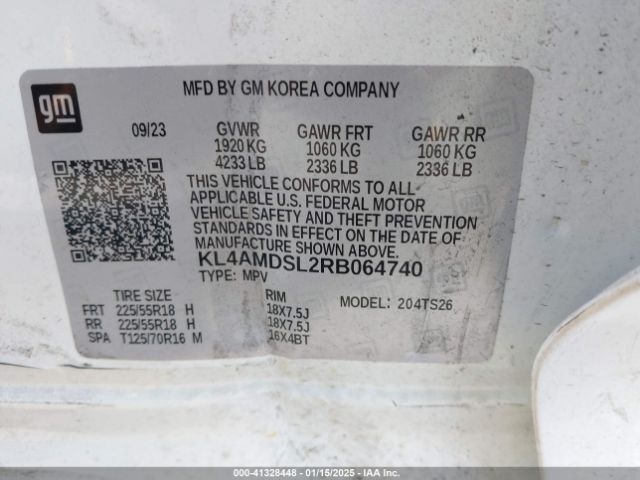 MFD BY GM KOREA COMPANY
gm
09/23 GVWR GAWR FRT GAWR RR
1920 KG 1060 KG 1060 KG
4233 LB 2336 LB 2336 LB
THIS VEHICLE CONFORMS TO ALL
APPLICABLE U.S. FEDERAL MOTOR
VEHICLE SAFETY AND THEFT PREVENTION
STANDARDS IN EFFECT ON THE DATE OF
MANUFACTURE SHOWN ABOVE.
KL4AMDSL2RB064740
TYPE: MPV
TIRE SIZE RIM MODEL: 204TS26
FRT 225/55R18 H 18X7.5J
RR 225/55R18 H 18X7.5J
SPA T125/70R16 M 16X4BT
000-41328448 - 01/15/2025 - IAA Inc.